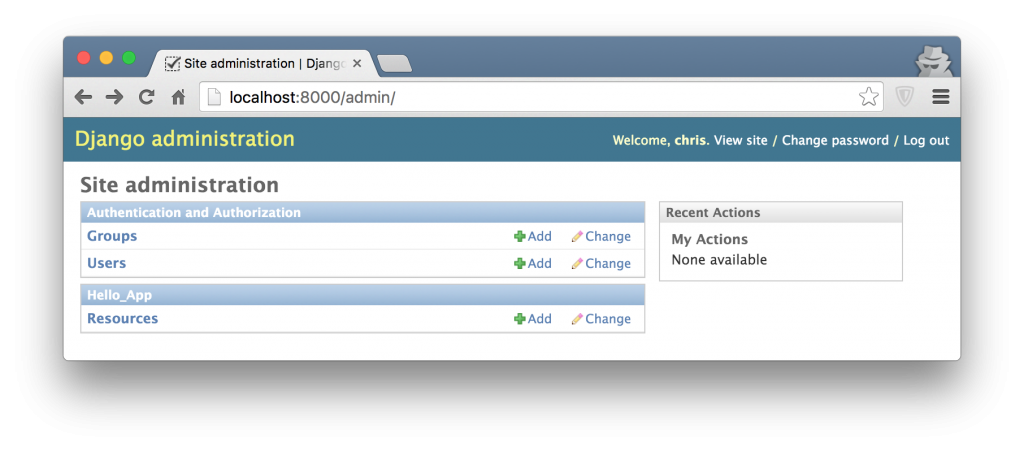 Site administration | Django
localhost:8000/admin/
Django administration
Welcome, chris. View site / Change password / Log out
Site administration
Authentication and Authorization
Groups
Add
Change
Users
Add
Change
Hello_App
Resources
Add
Change
Recent Actions
My Actions
None available